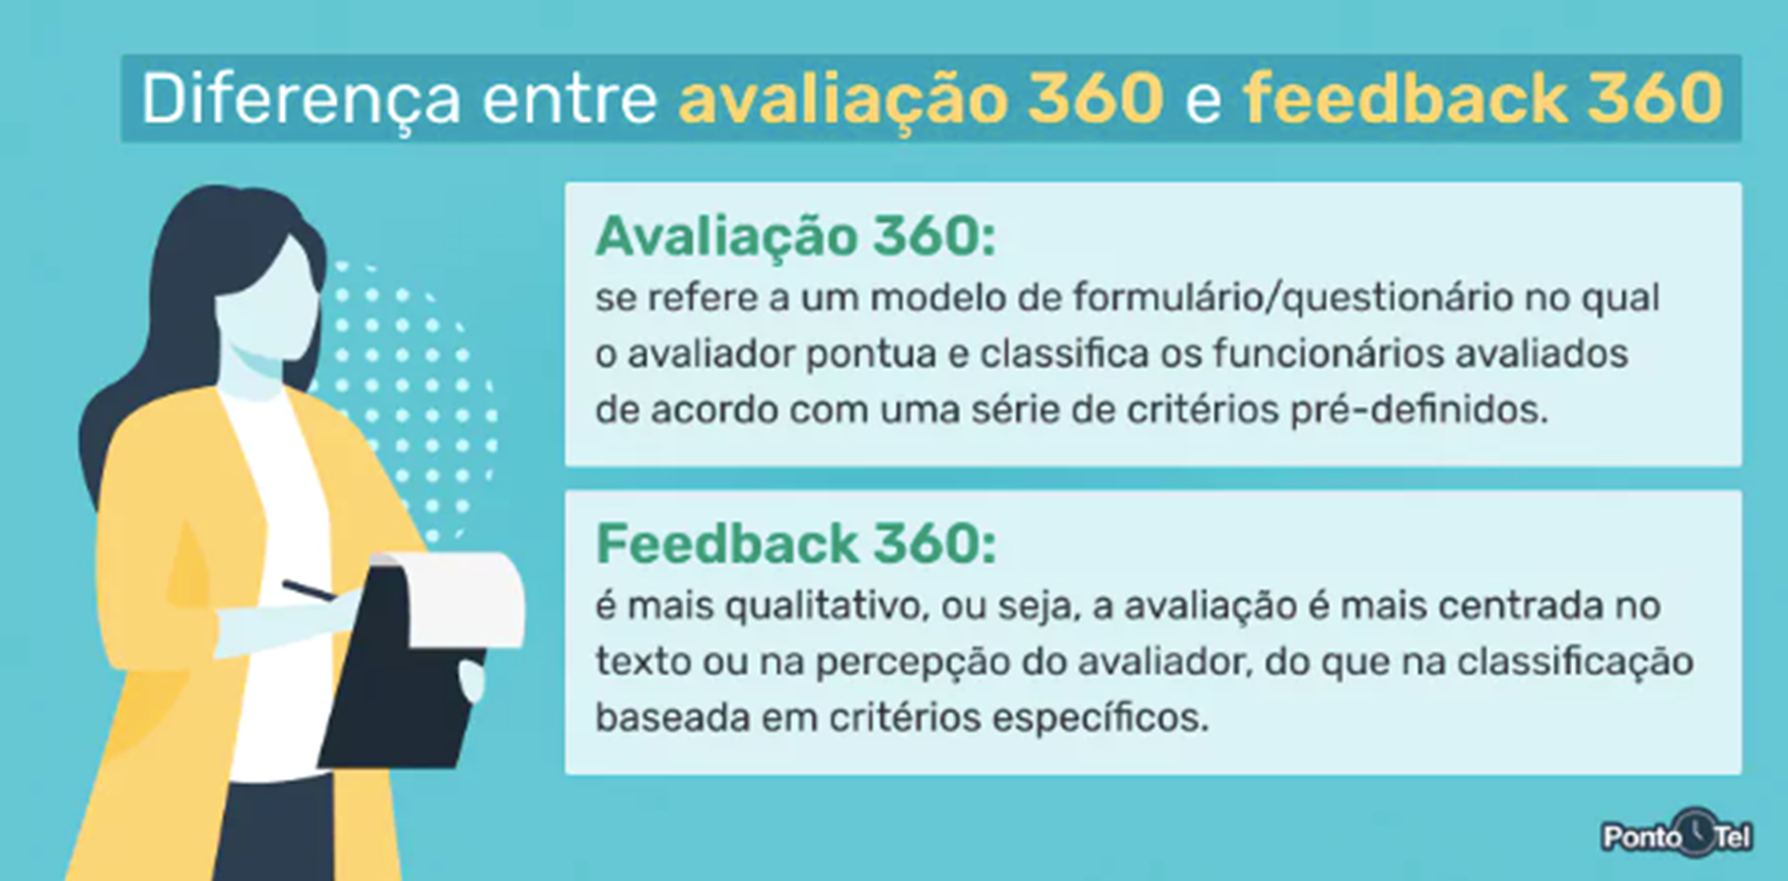 Diferença entre avaliação 360 e feedback 360
Avaliação 360:
se refere a um modelo de formulário/questionário no qual
o avaliador pontua e classifica os funcionários avaliados
de acordo com uma série de critérios pré-definidos.
Feedback 360:
é mais qualitativo, ou seja, a avaliação é mais centrada no
texto ou na percepção do avaliador, do que na classificação
baseada em critérios específicos.
PontoTel